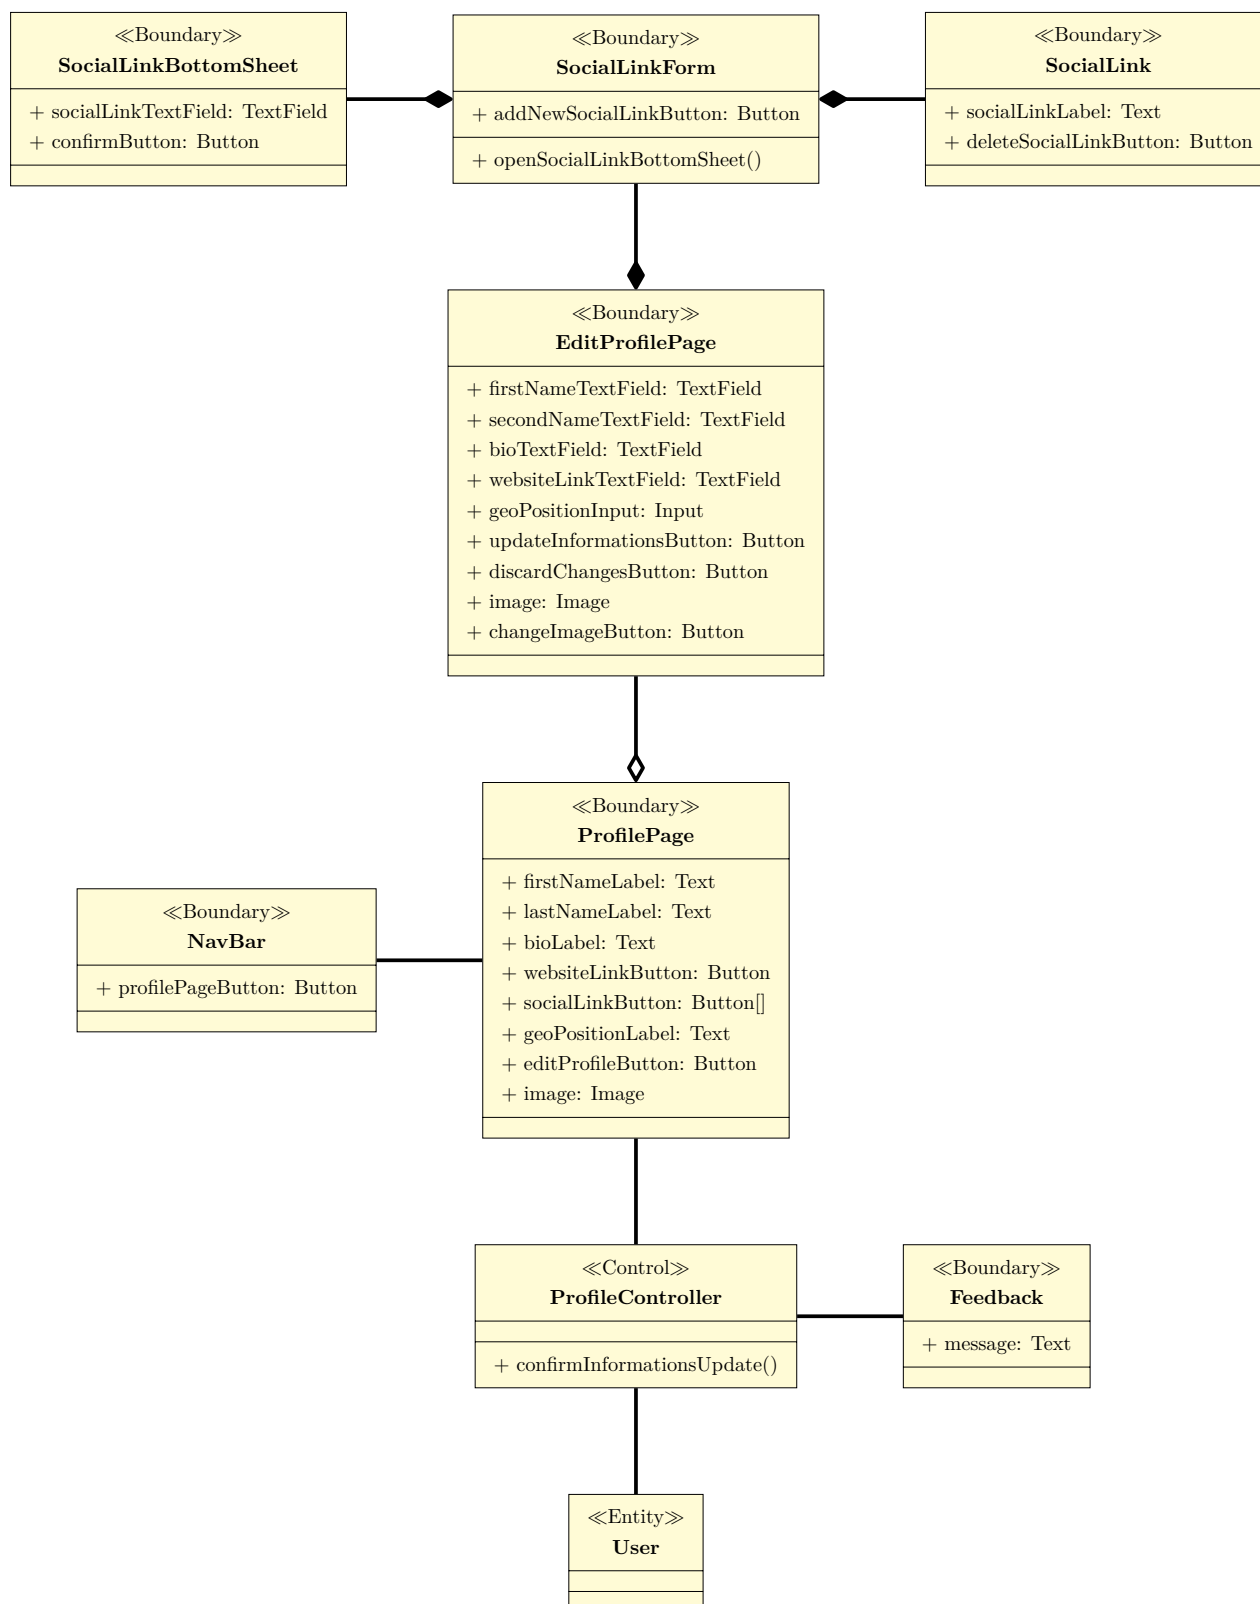 ≪Boundary≫
SocialLinkBottomSheet
+ socialLinkTextField: TextField
+ confirmButton: Button
≪Boundary≫
SocialLinkForm
+ addNewSocialLinkButton: Button
+ openSocialLinkBottomSheet()
≪Boundary≫
SocialLink
+ socialLinkLabel: Text
+ deleteSocialLinkButton: Button
≪Boundary≫
EditProfilePage
+ firstNameTextField: TextField
+ secondNameTextField: TextField
+ bioTextField: TextField
+ websiteLinkTextField: TextField
+ geoPositionInput: Input
+ updateInformationsButton: Button
+ discardChangesButton: Button
+ image: Image
+ changeImageButton: Button
≪Boundary≫
ProfilePage
+ firstNameLabel: Text
+ lastNameLabel: Text
+ bioLabel: Text
+ websiteLinkButton: Button
+ socialLinkButton: Button[]
+ geoPositionLabel: Text
+ editProfileButton: Button
+ image: Image
≪Boundary≫
NavBar
+ profilePageButton: Button
≪Control≫
ProfileController
+ confirmInformationsUpdate()
≪Boundary≫
Feedback
+ message: Text
≪Entity≫
User